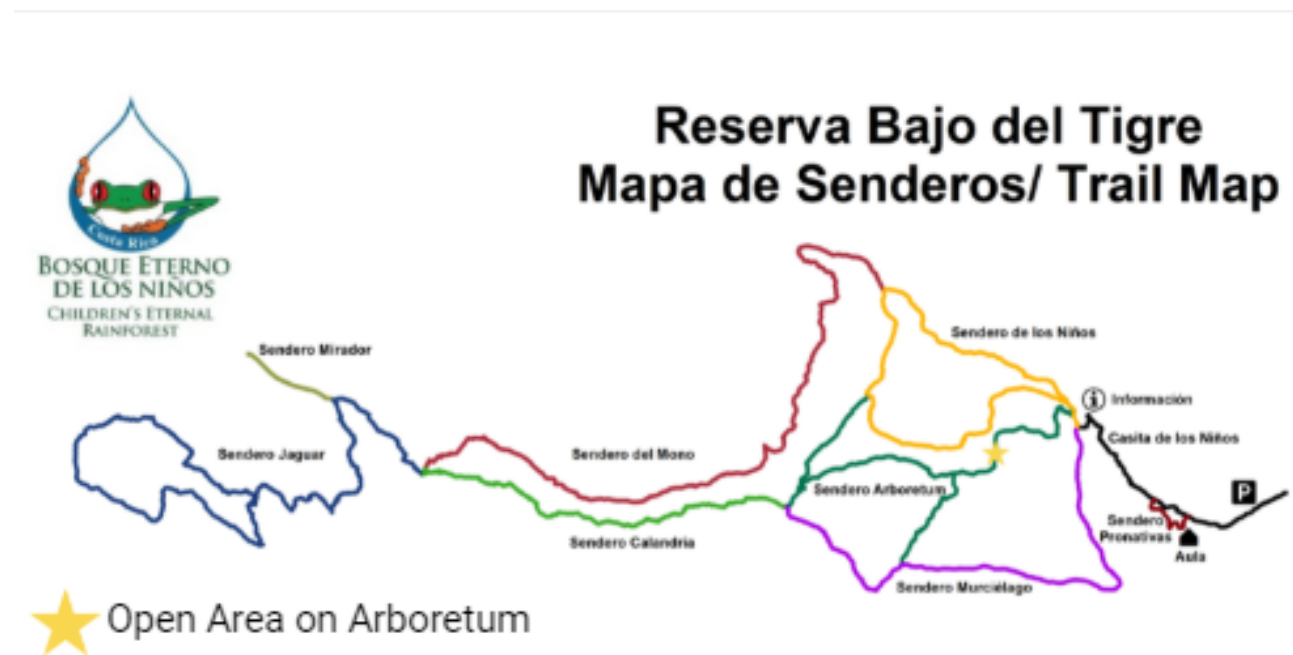 Reserva Bajo del Tigre
Mapa de Senderos/ Trail Map
Costa Rica
BOSQUE ETERNO
DE LOS NIÑOS
CHILDREN'S ETERNAL
RAINFOREST
Sendero Mirador
Sendero de los Niños
Información
Casita de los Niños
Sendero Jaguar
Sendero del Mono
Sendero Arboretum
P
Sendero
Pronativas
Aula
Sendero Calandria
Sendero Murciélago
Open Area on Arboretum